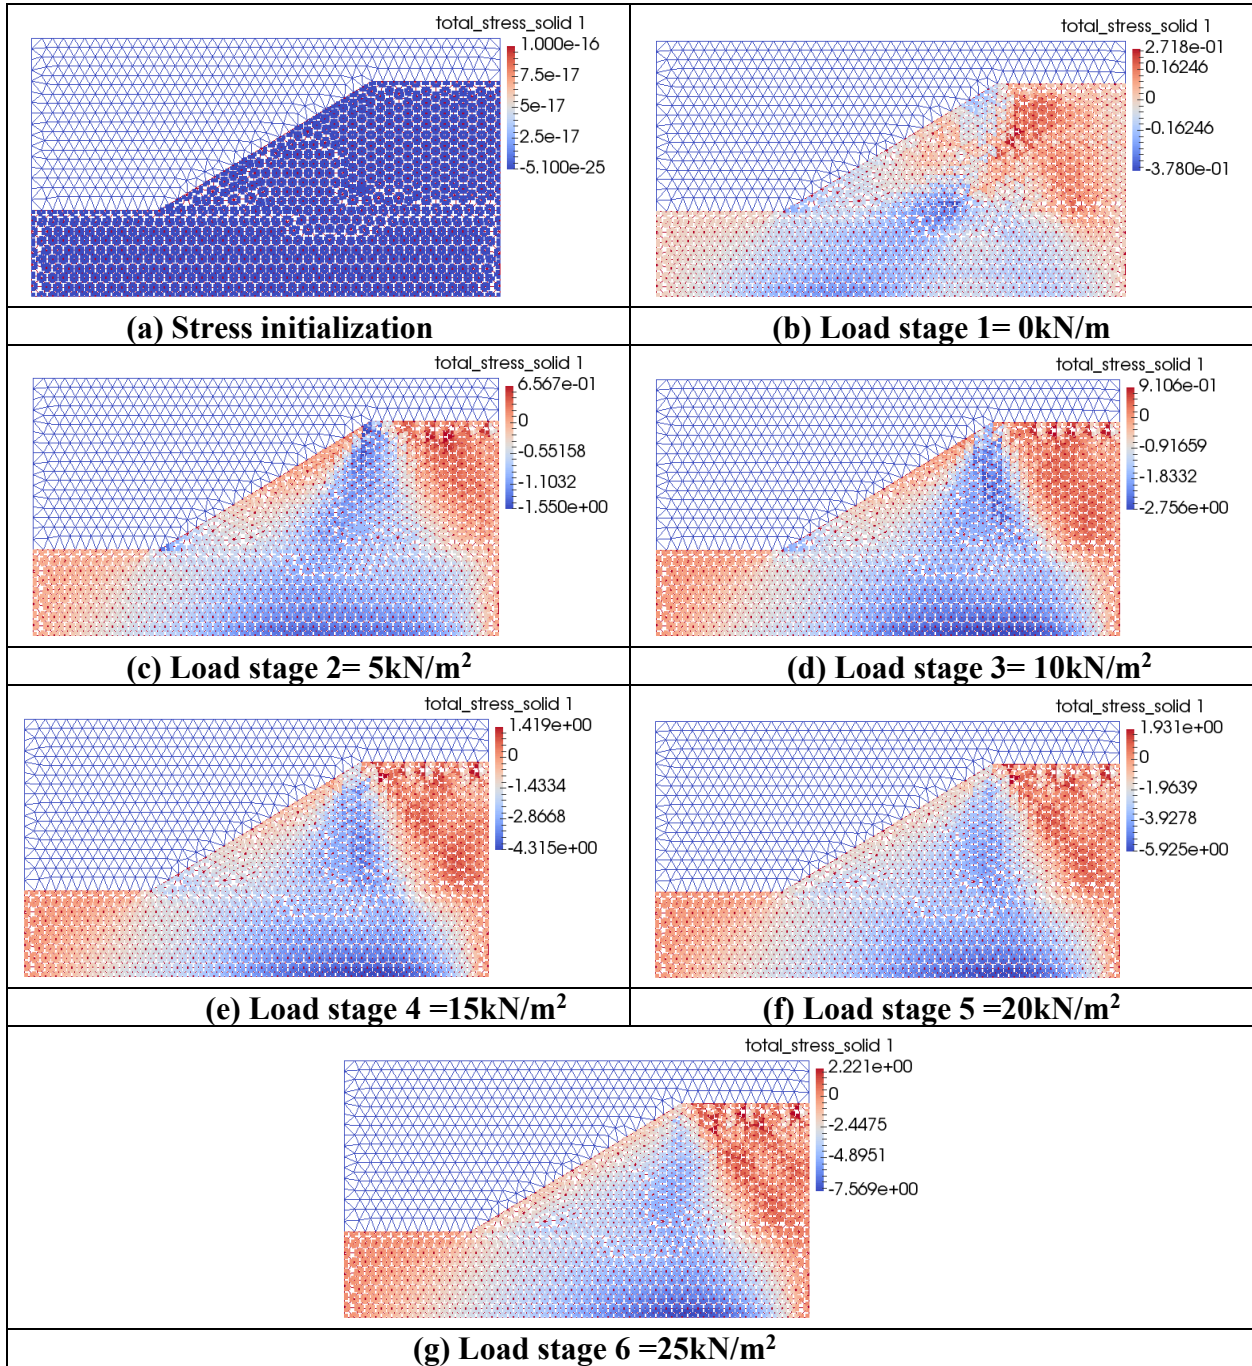 total_stress_solid 1
1.000e-16
7.5e-17
5e-17
2.5e-17
-5.100e-25
(a) Stress initialization
total_stress_solid 1
2.718e-01
0.16246
0
-0.16246
-3.780e-01
(b) Load stage 1= 0kN/m
total_stress_solid 1
6.567e-01
0
-0.55158
-1.1032
-1.550e+00
(c) Load stage 2= 5kN/m²
total_stress_solid 1
9.106e-01
0
-0.91659
-1.8332
-2.756e+00
(d) Load stage 3= 10kN/m²
total_stress_solid 1
1.419e+00
0
-1.4334
-2.8668
-4.315e+00
(e) Load stage 4 =15kN/m²
total_stress_solid 1
1.931e+00
0
-1.9639
-3.9278
-5.925e+00
(f) Load stage 5 =20kN/m²
total_stress_solid 1
2.221e+00
0
-2.4475
-4.8951
-7.569e+00
(g) Load stage 6 =25kN/m²